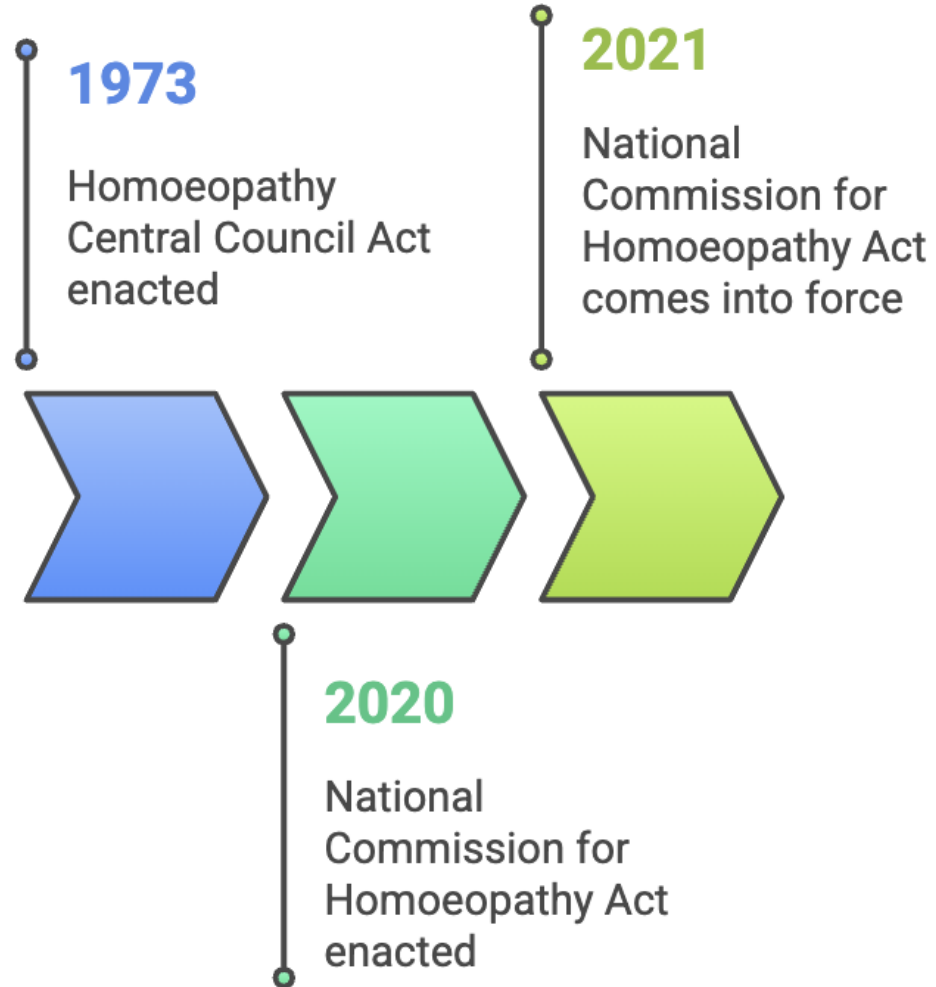 1973
Homoeopathy
Central Council Act
enacted
2021
National
Commission for
Homoeopathy Act
comes into force
2020
National
Commission for
Homoeopathy Act
enacted